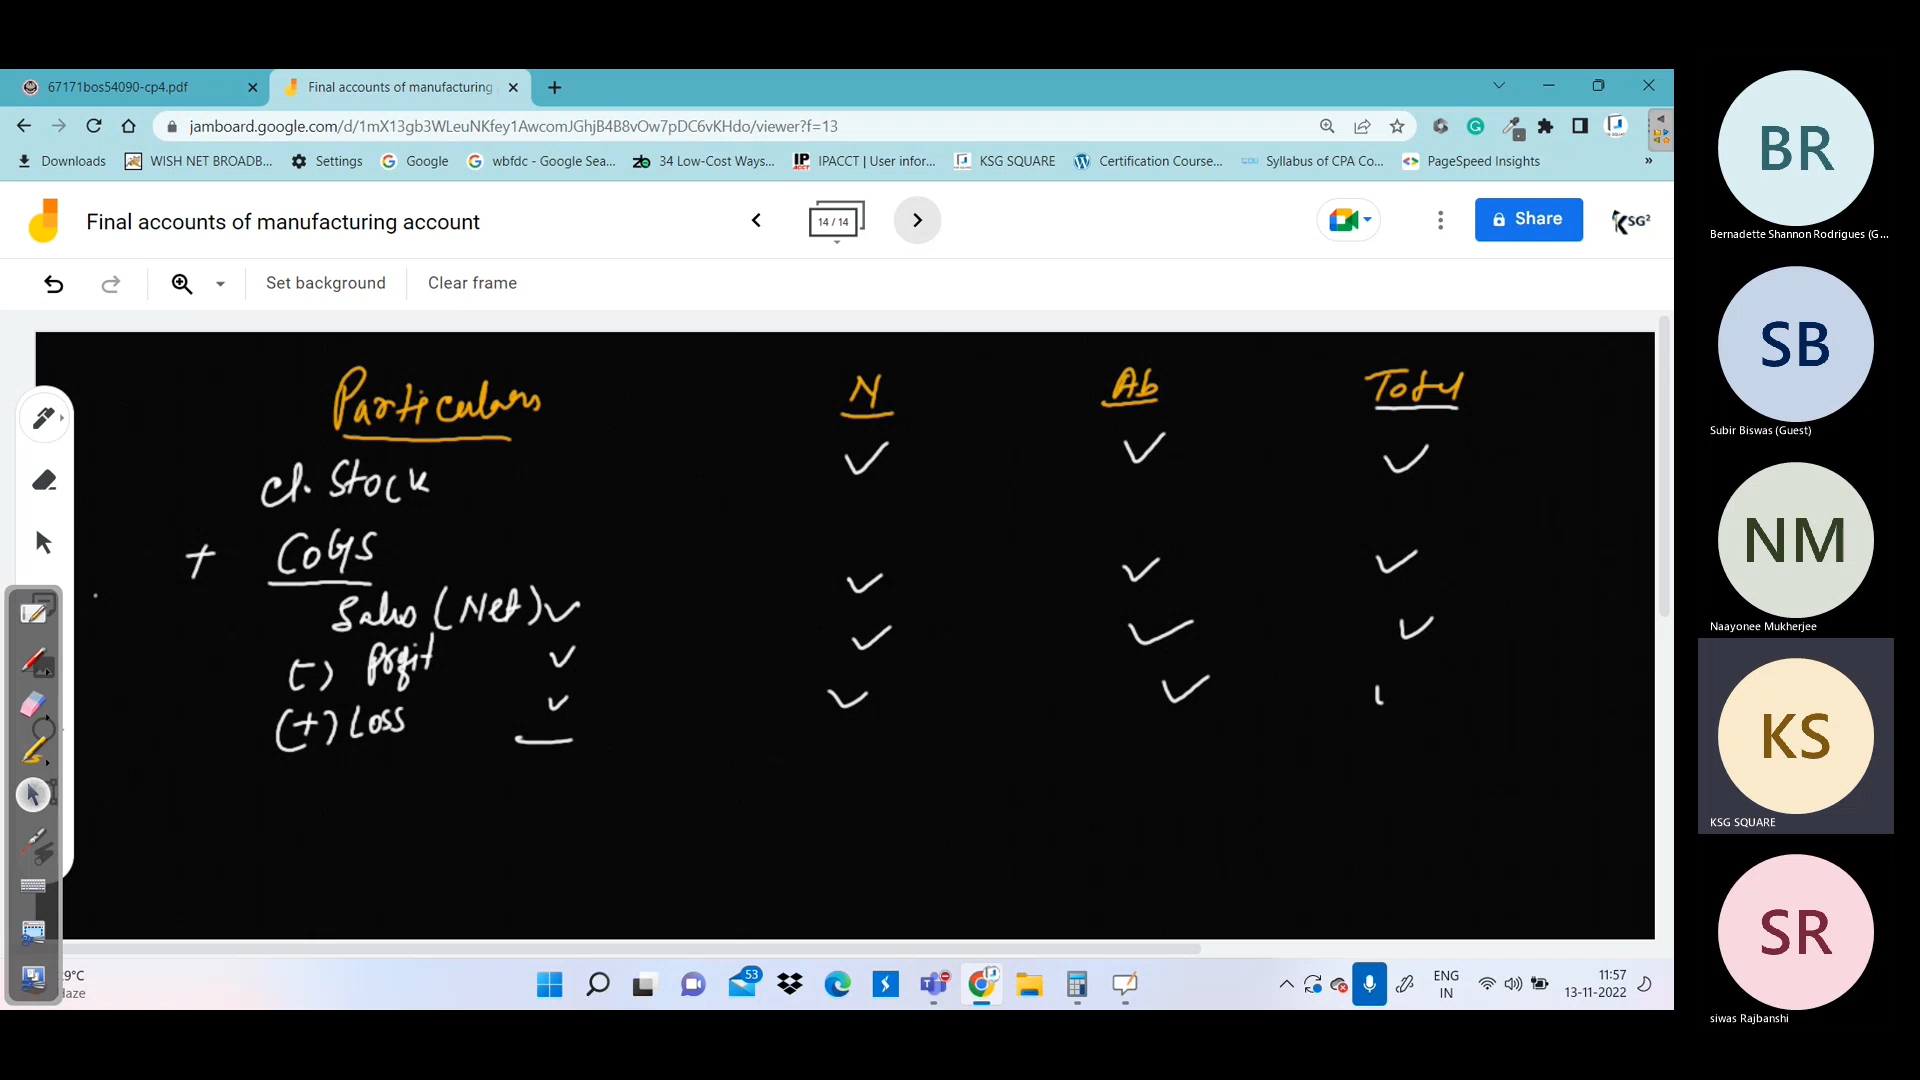 67171bos54090-cp4.pdf
Final accounts of manufacturing
jamboard.google.com/d/1mX13gb3WLeuNKfey1AwcomJGhjB4B8vOw7pDC6vKHdo/viewer?f=13
Downloads WISH NET BROADB... Settings Google wbfdc - Google Sea... 34 Low-Cost Ways... IPACCT | User infor... KSG SQUARE Certification Course... Syllabus of CPA Co... PageSpeed Insights »
Final accounts of manufacturing account
14 / 14
Share
KSG²
Set background Clear frame
Particulars N Ab Total
Cl. Stock ✓ ✓ ✓
+ COGS ✓ ✓ ✓
Sales (Net) ✓ ✓ ✓ ✓
(-) Profit ✓ ✓ ✓
(+) Loss ✓
BR
Bernadette Shannon Rodrigues (G...
SB
Subir Biswas (Guest)
NM
Naayonee Mukherjee
KS
KSG SQUARE
SR
siwas Rajbanshi
9°C
Haze
53
ENG
IN
11:57
13-11-2022